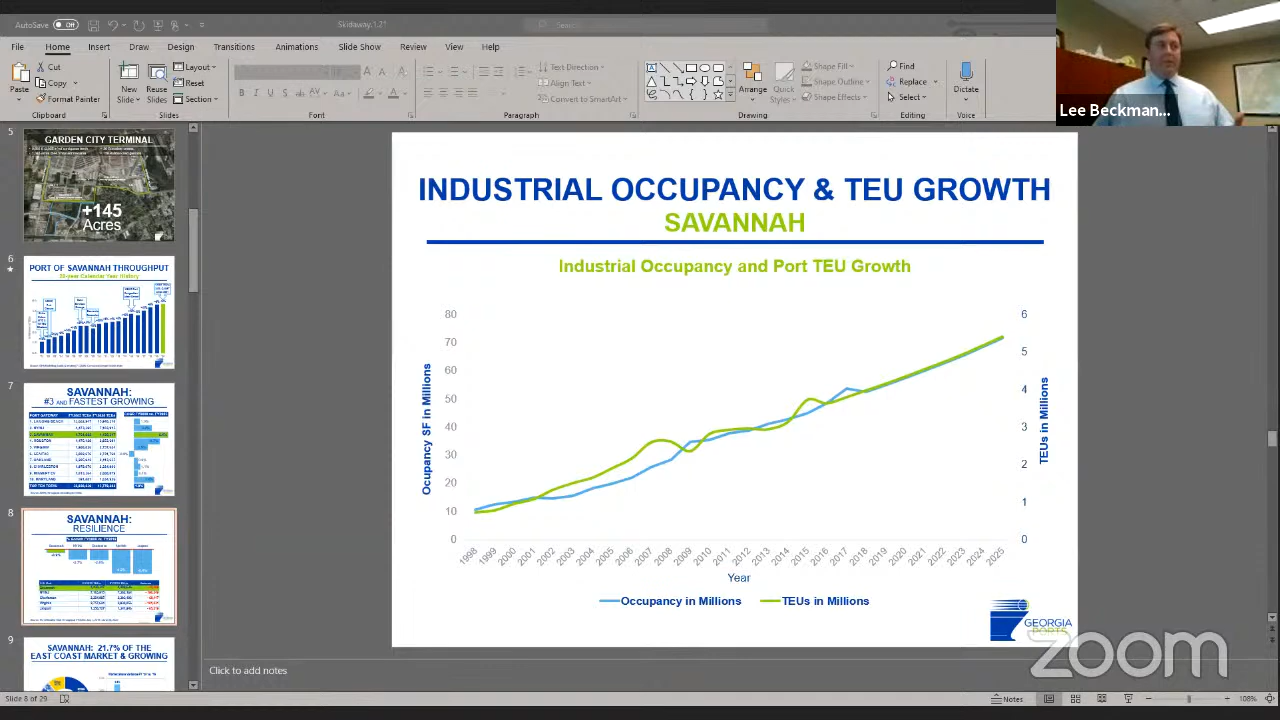 AutoSave Off
Skidaway.1.21
Search
File Home Insert Draw Design Transitions Animations Slide Show Review View Help
Paste
Cut
Copy
Format Painter
Clipboard
New Slide
Reuse Slides
Layout
Reset
Section
Slides
Font
Text Direction
Align Text
Convert to SmartArt
Paragraph
Arrange
Quick Styles
Shape Fill
Shape Outline
Shape Effects
Drawing
Find
Replace
Select
Editing
Dictate
Voice
Lee Beckman...
5
GARDEN CITY TERMINAL
+145
Acres
6
PORT OF SAVANNAH THROUGHPUT
7
SAVANNAH:
#3 AND FASTEST GROWING
8
SAVANNAH:
RESILIENCE
9
SAVANNAH: 21.7% OF THE
EAST COAST MARKET & GROWING
INDUSTRIAL OCCUPANCY & TEU GROWTH
SAVANNAH
Industrial Occupancy and Port TEU Growth
Ocupancy SF in Millions
80
70
60
50
40
30
20
10
0
6
5
4
3
2
1
0
TEUs in Millions
1998 1999 2000 2001 2002 2003 2004 2005 2006 2007 2008 2009 2010 2011 2012 2013 2014 2015 2016 2017 2018 2019 2020 2021 2022 2023 2024 2025
Year
Occupancy in Millions TEUs in Millions
GEORGIA
PORTS
zoom
Click to add notes
Slide 8 of 29
Notes
108%